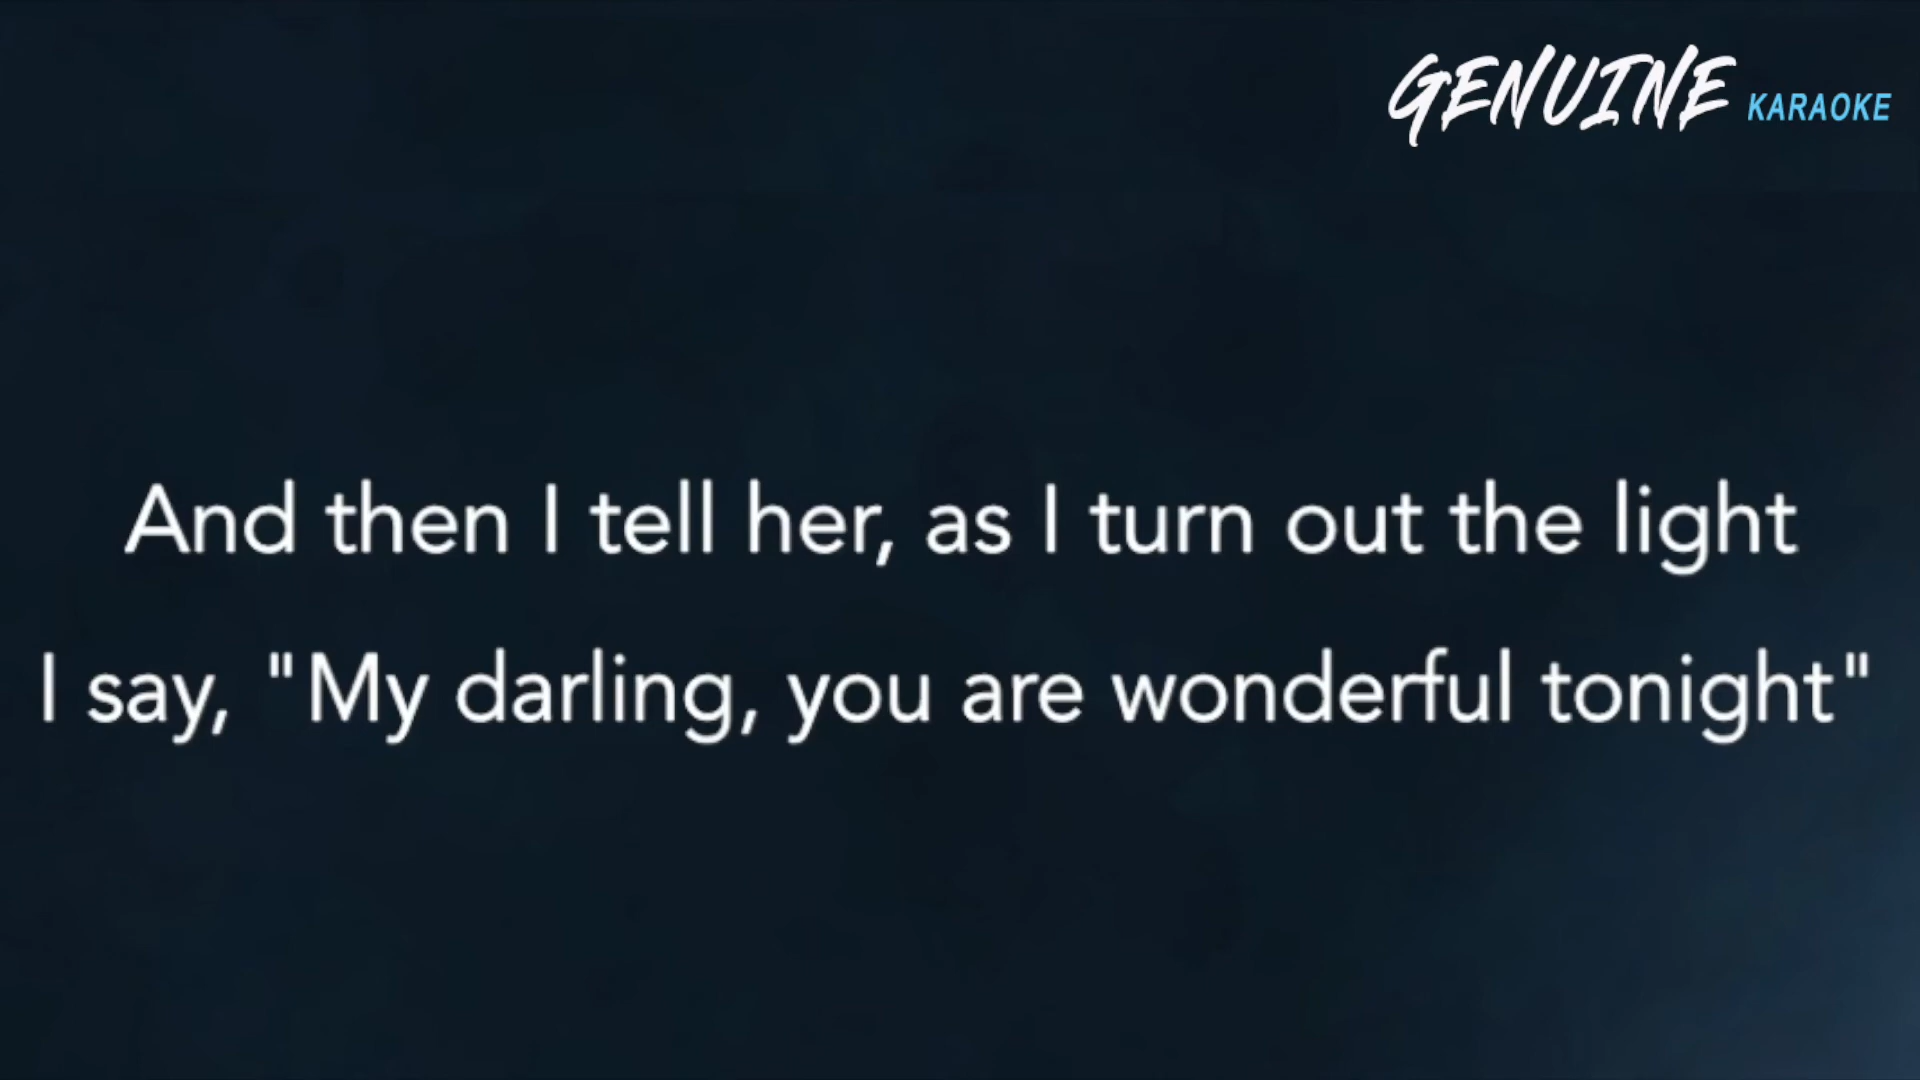 GENUINE KARAOKE
And then I tell her, as I turn out the light
I say, "My darling, you are wonderful tonight"